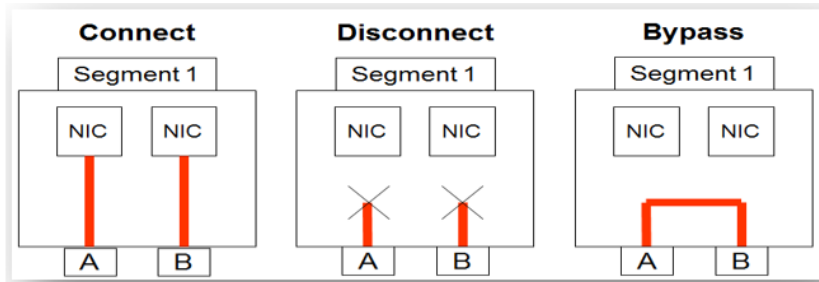 Connect Disconnect Bypass
Segment 1 Segment 1 Segment 1
NIC NIC NIC NIC NIC NIC
A B A B A B